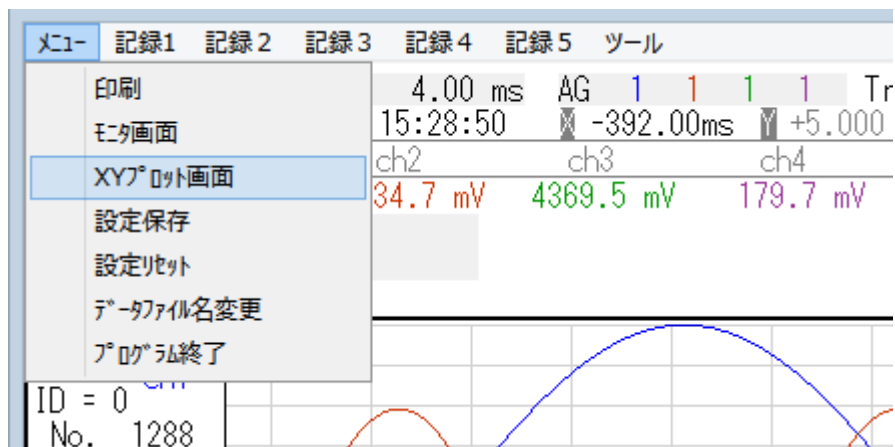 ﾒﾆｭｰ 記録1 記録2 記録3 記録4 記録5 ツール
印刷
ﾓﾆﾀ画面
XYﾌﾟﾛｯﾄ画面
設定保存
設定ﾘｾｯﾄ
ﾃﾞｰﾀﾌｧｲﾙ名変更
ﾌﾟﾛｸﾞﾗﾑ終了
4.00 ms AG 1 1 1 1 Tr
15:28:50 X -392.00ms Y +5.000
ch2 ch3 ch4
34.7 mV 4369.5 mV 179.7 mV
ID = 0
No. 1288